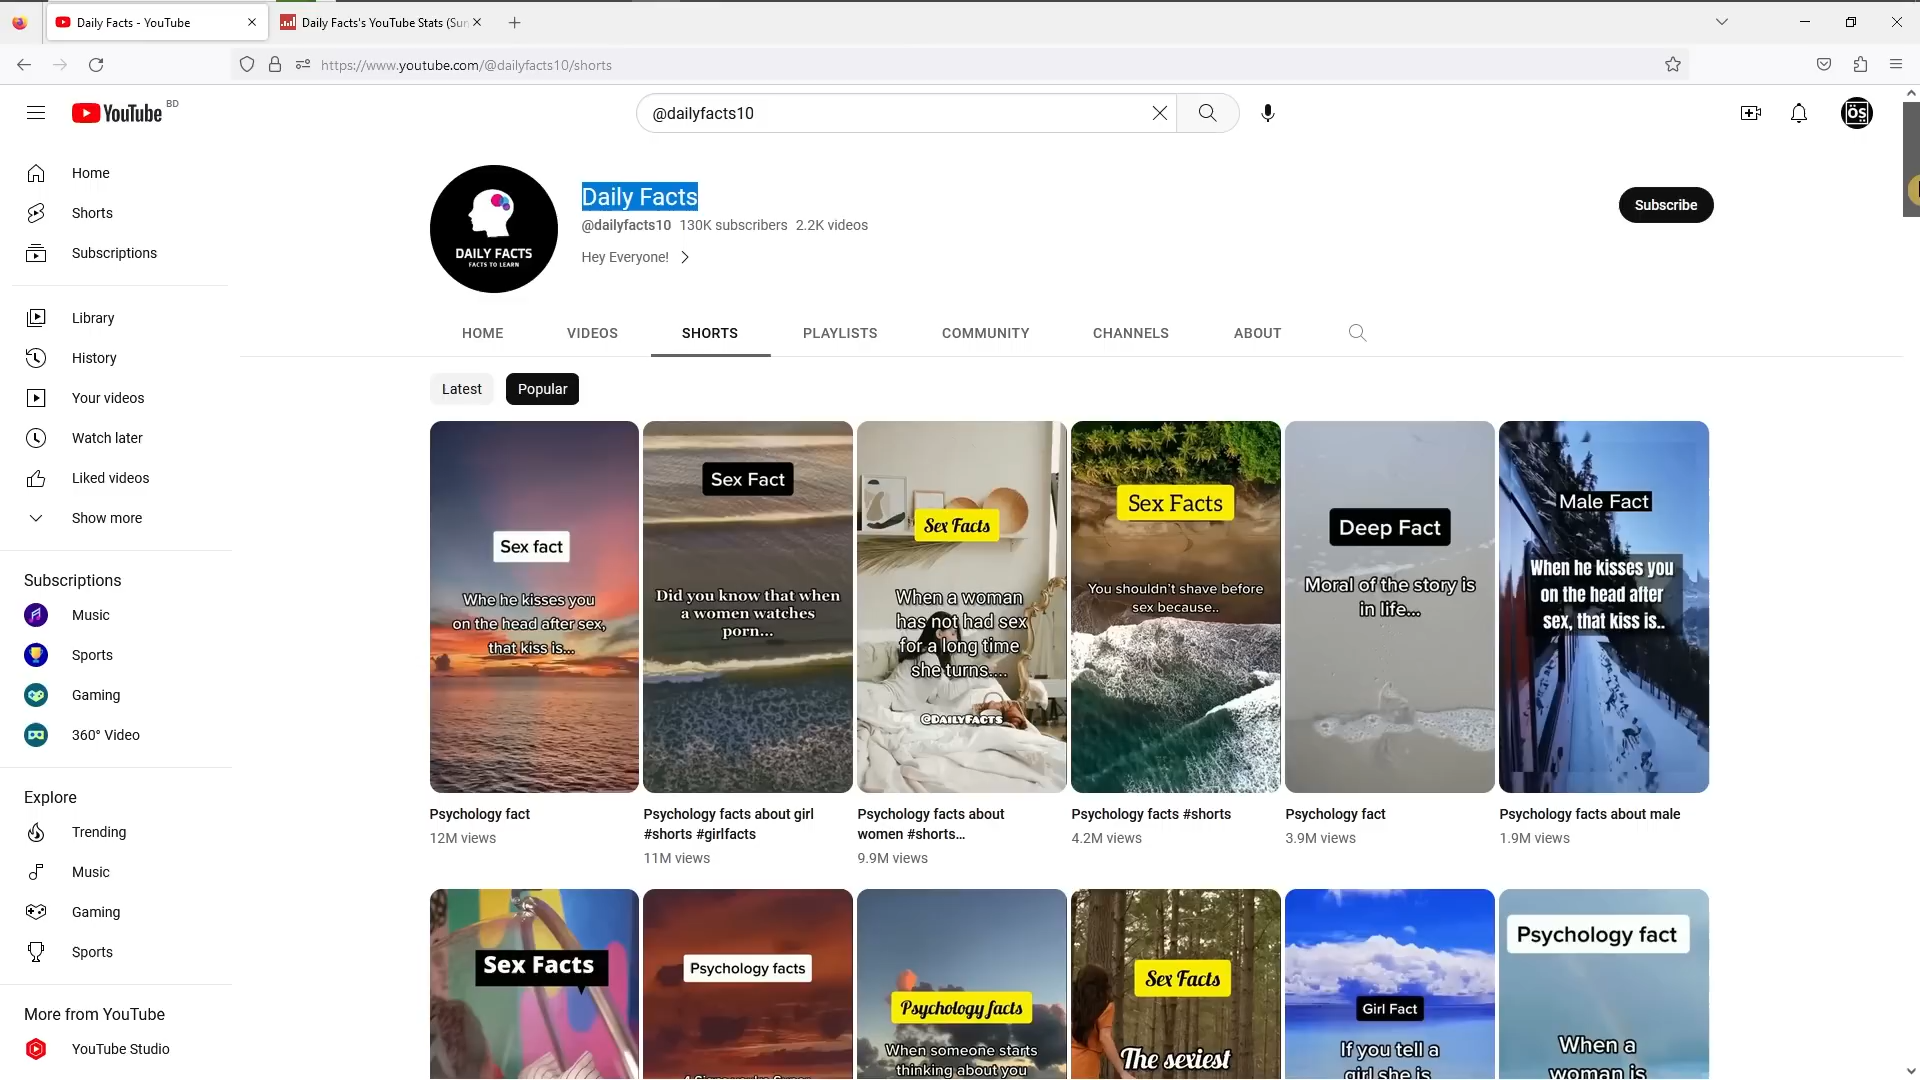 Daily Facts - YouTube
Daily Facts's YouTube Stats (Sum
https://www.youtube.com/@dailyfacts10/shorts
YouTube BD
@dailyfacts10
ös
Home
Shorts
Subscriptions
Library
History
Your videos
Watch later
Liked videos
Show more
Subscriptions
Music
Sports
Gaming
360° Video
Explore
Trending
Music
Gaming
Sports
More from YouTube
YouTube Studio
DAILY FACTS
FACTS TO LEARN
Daily Facts
@dailyfacts10 130K subscribers 2.2K videos
Hey Everyone!
Subscribe
HOME VIDEOS SHORTS PLAYLISTS COMMUNITY CHANNELS ABOUT
Latest Popular
Sex fact
Whe he kisses you
on the head after sex,
that kiss is...
Psychology fact
12M views
Sex Fact
Did you know that when
a women watches
porn...
Psychology facts about girl
#shorts #girlfacts
11M views
Sex Facts
When a woman
has not had sex
for a long time
she turns....
@DAILYFACTS
Psychology facts about
women #shorts...
9.9M views
Sex Facts
You shouldn't shave before
sex because..
Psychology facts #shorts
4.2M views
Deep Fact
Moral of the story is
in life...
Psychology fact
3.9M views
Male Fact
When he kisses you
on the head after
sex, that kiss is..
Psychology facts about male
1.9M views
Sex Facts
Psychology facts
Psychology facts
When someone starts
thinking about you
Sex Facts
The sexiest
Girl Fact
If you tell a
girl she is
Psychology fact
When a
woman is